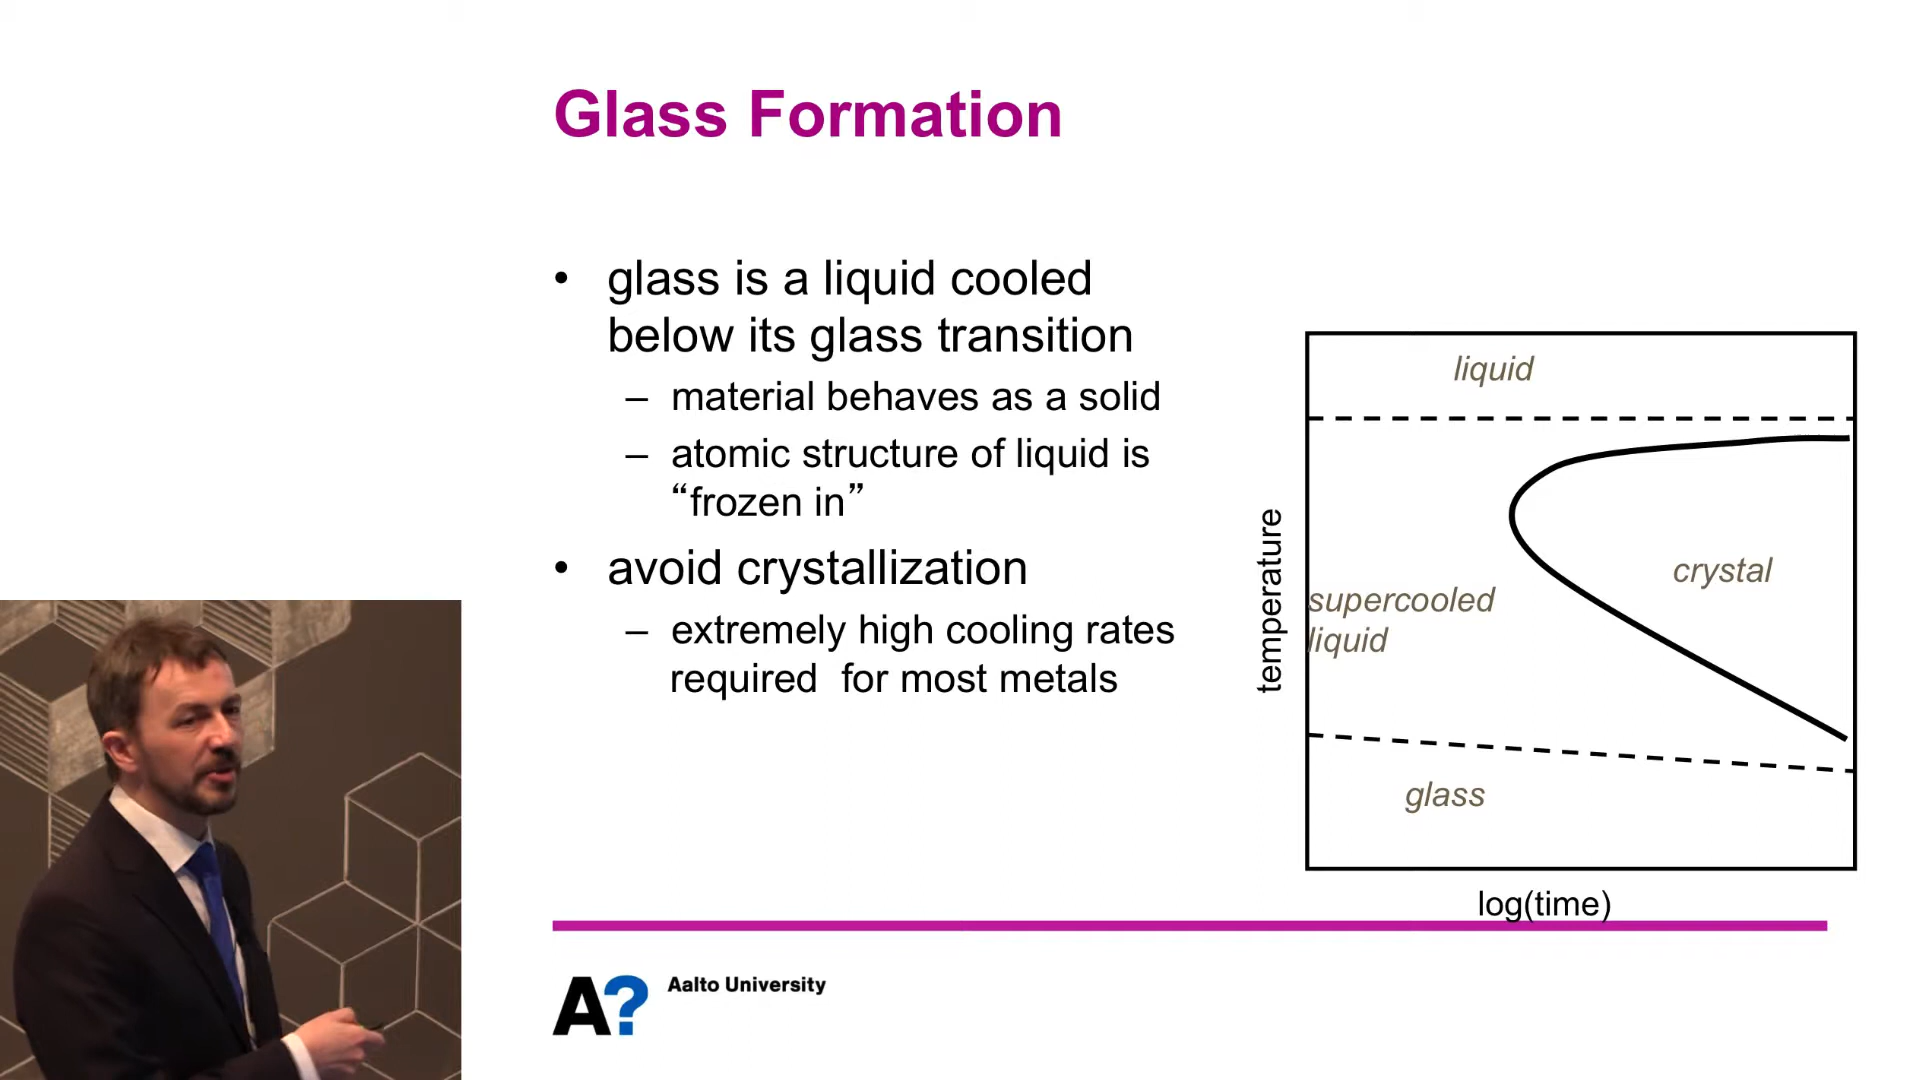 Glass Formation
• glass is a liquid cooled
below its glass transition
– material behaves as a solid
– atomic structure of liquid is
“frozen in”
• avoid crystallization
– extremely high cooling rates
required for most metals
liquid
crystal
supercooled
liquid
glass
temperature
log(time)
A?
Aalto University